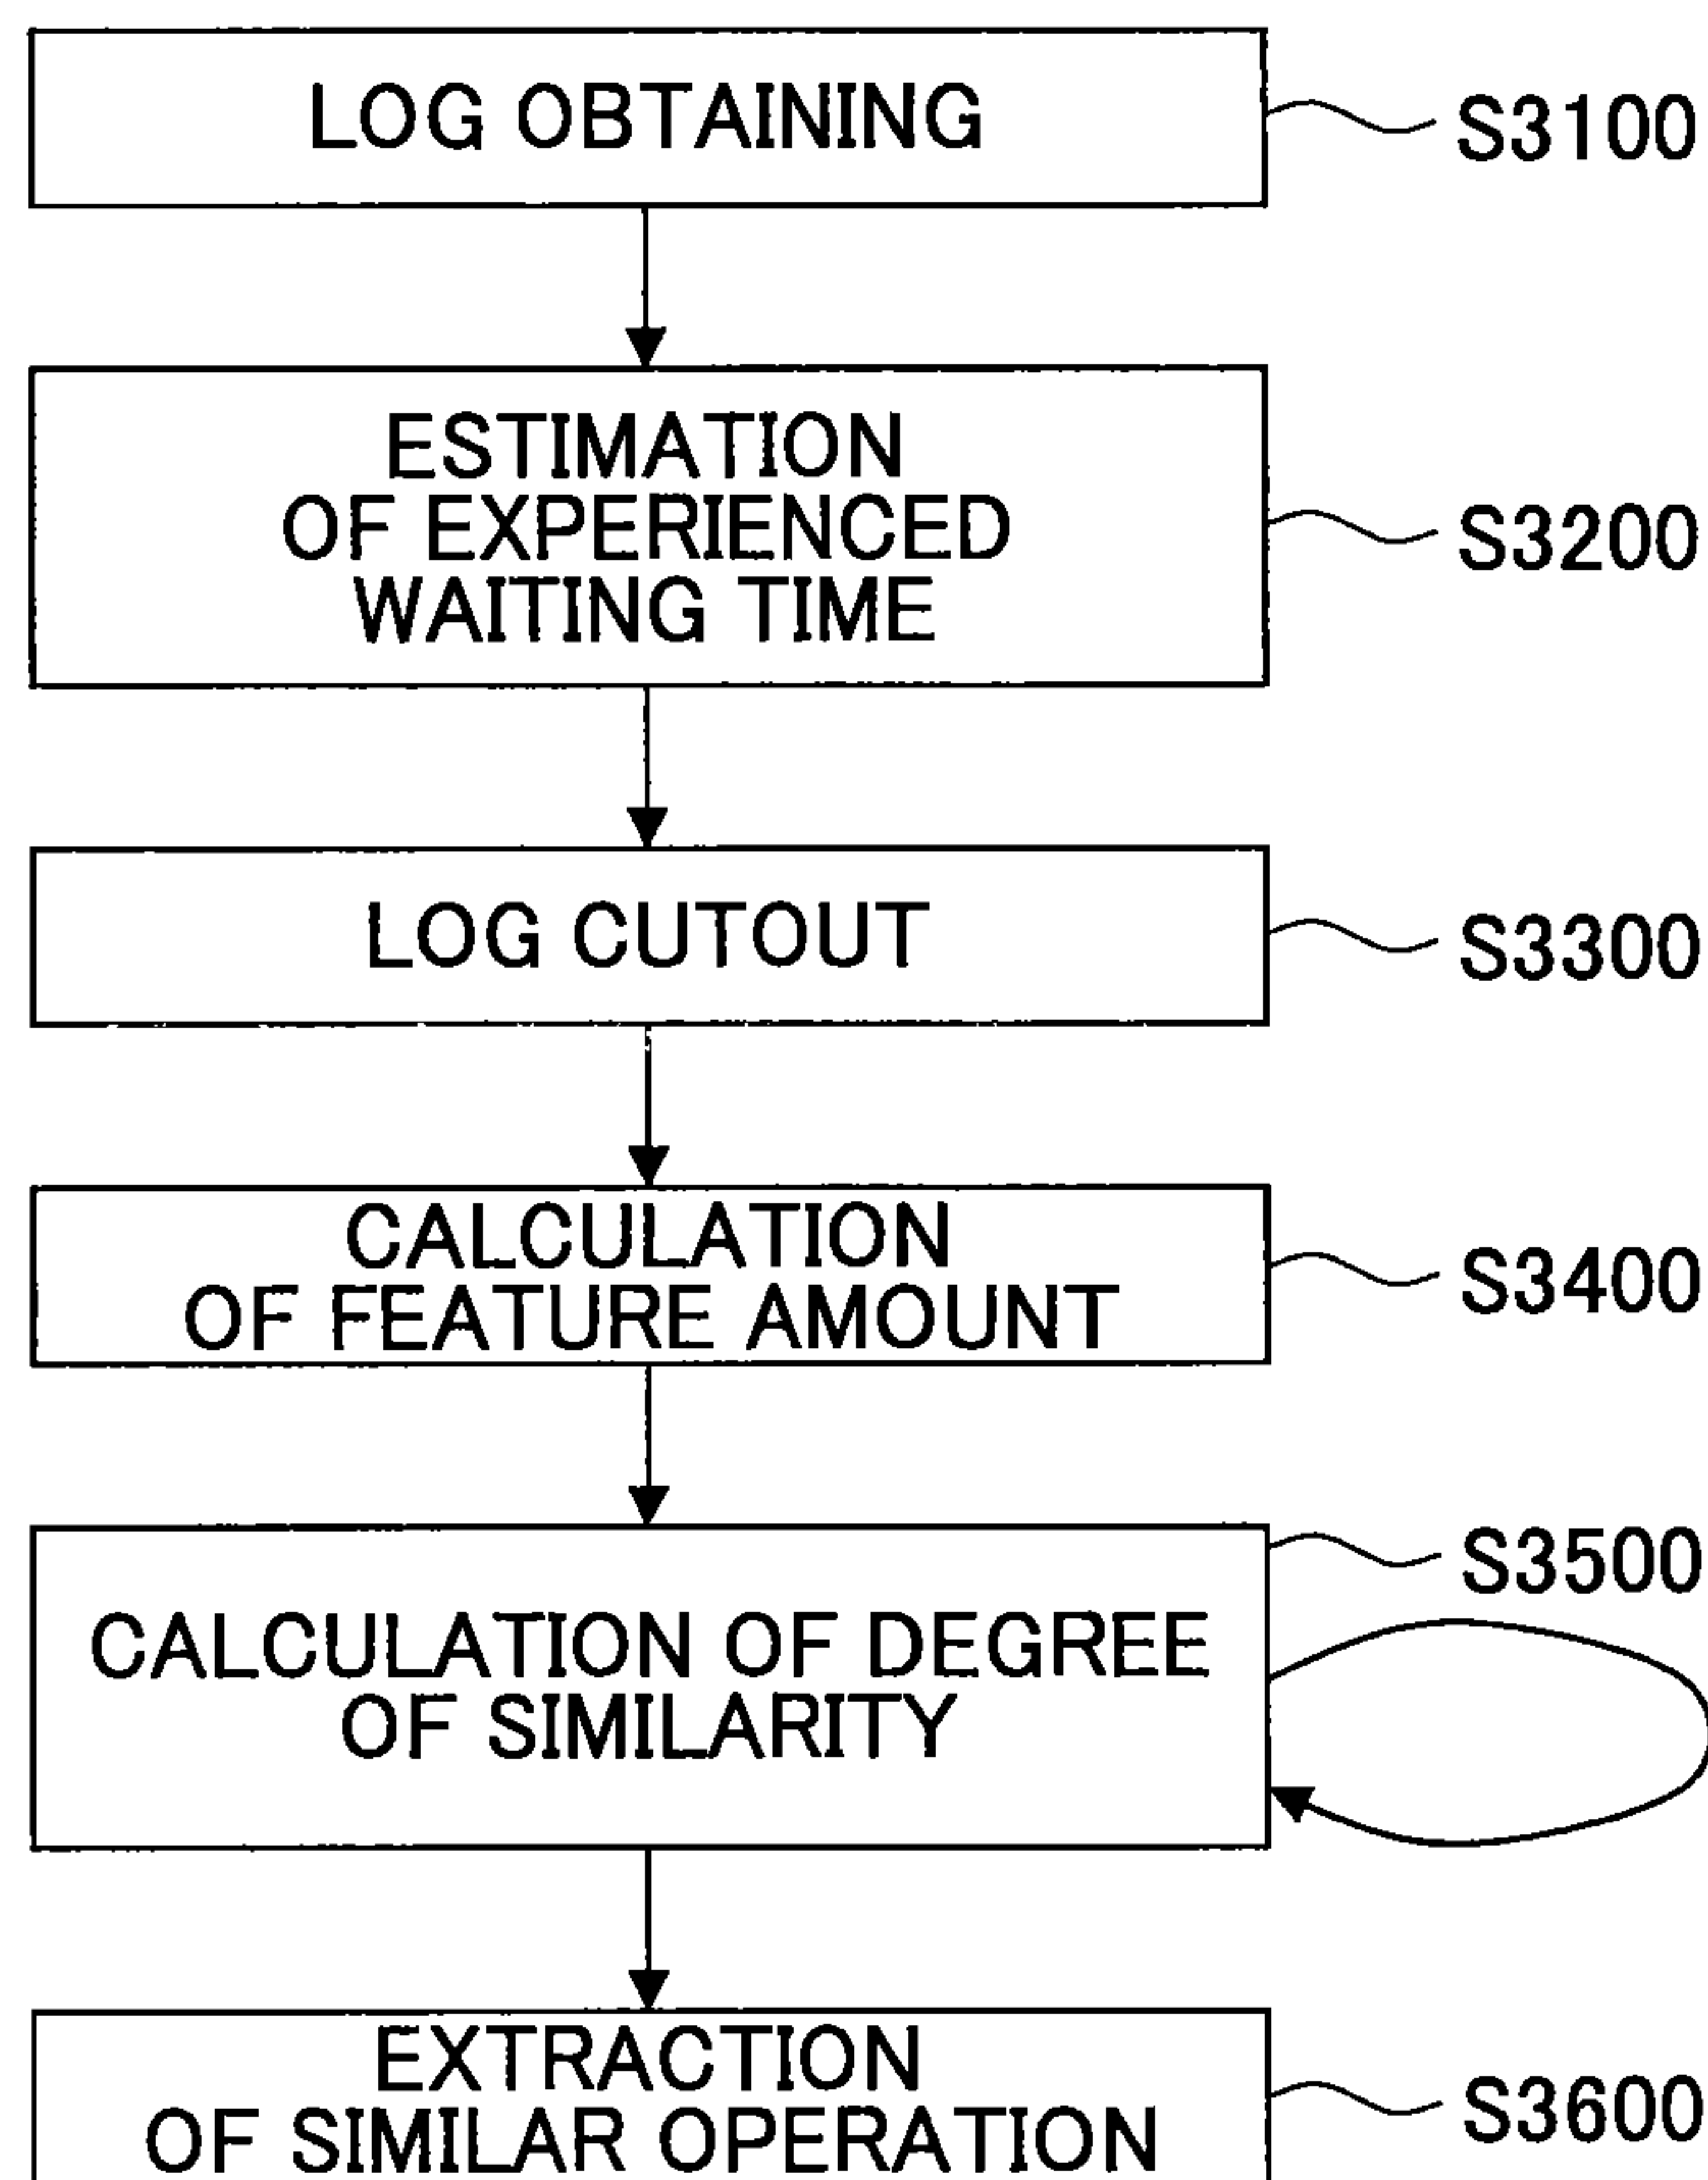 LOG OBTAINING
S3100
ESTIMATION
OF EXPERIENCED
WAITING TIME
S3200
LOG CUTOUT
S3300
CALCULATION
OF FEATURE AMOUNT
S3400
CALCULATION OF DEGREE
OF SIMILARITY
S3500
EXTRACTION
OF SIMILAR OPERATION
S3600